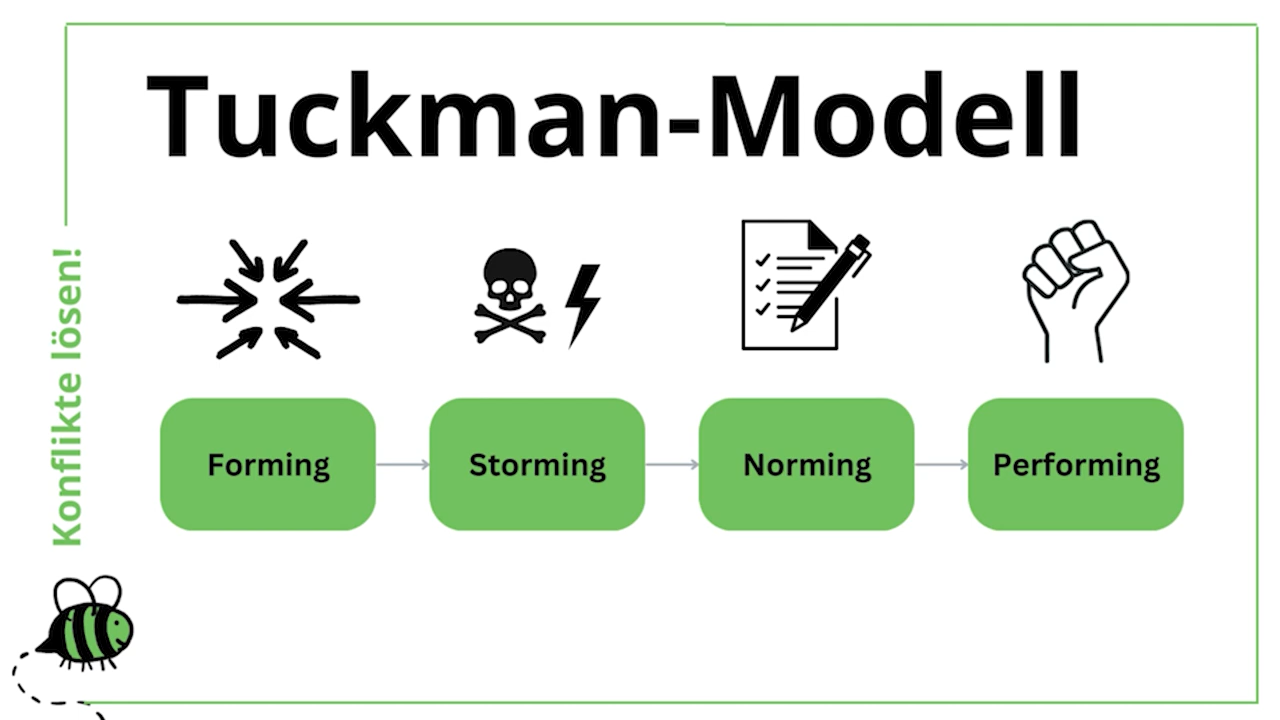 Tuckman-Modell
Konflikte lösen!
Forming
Storming
Norming
Performing